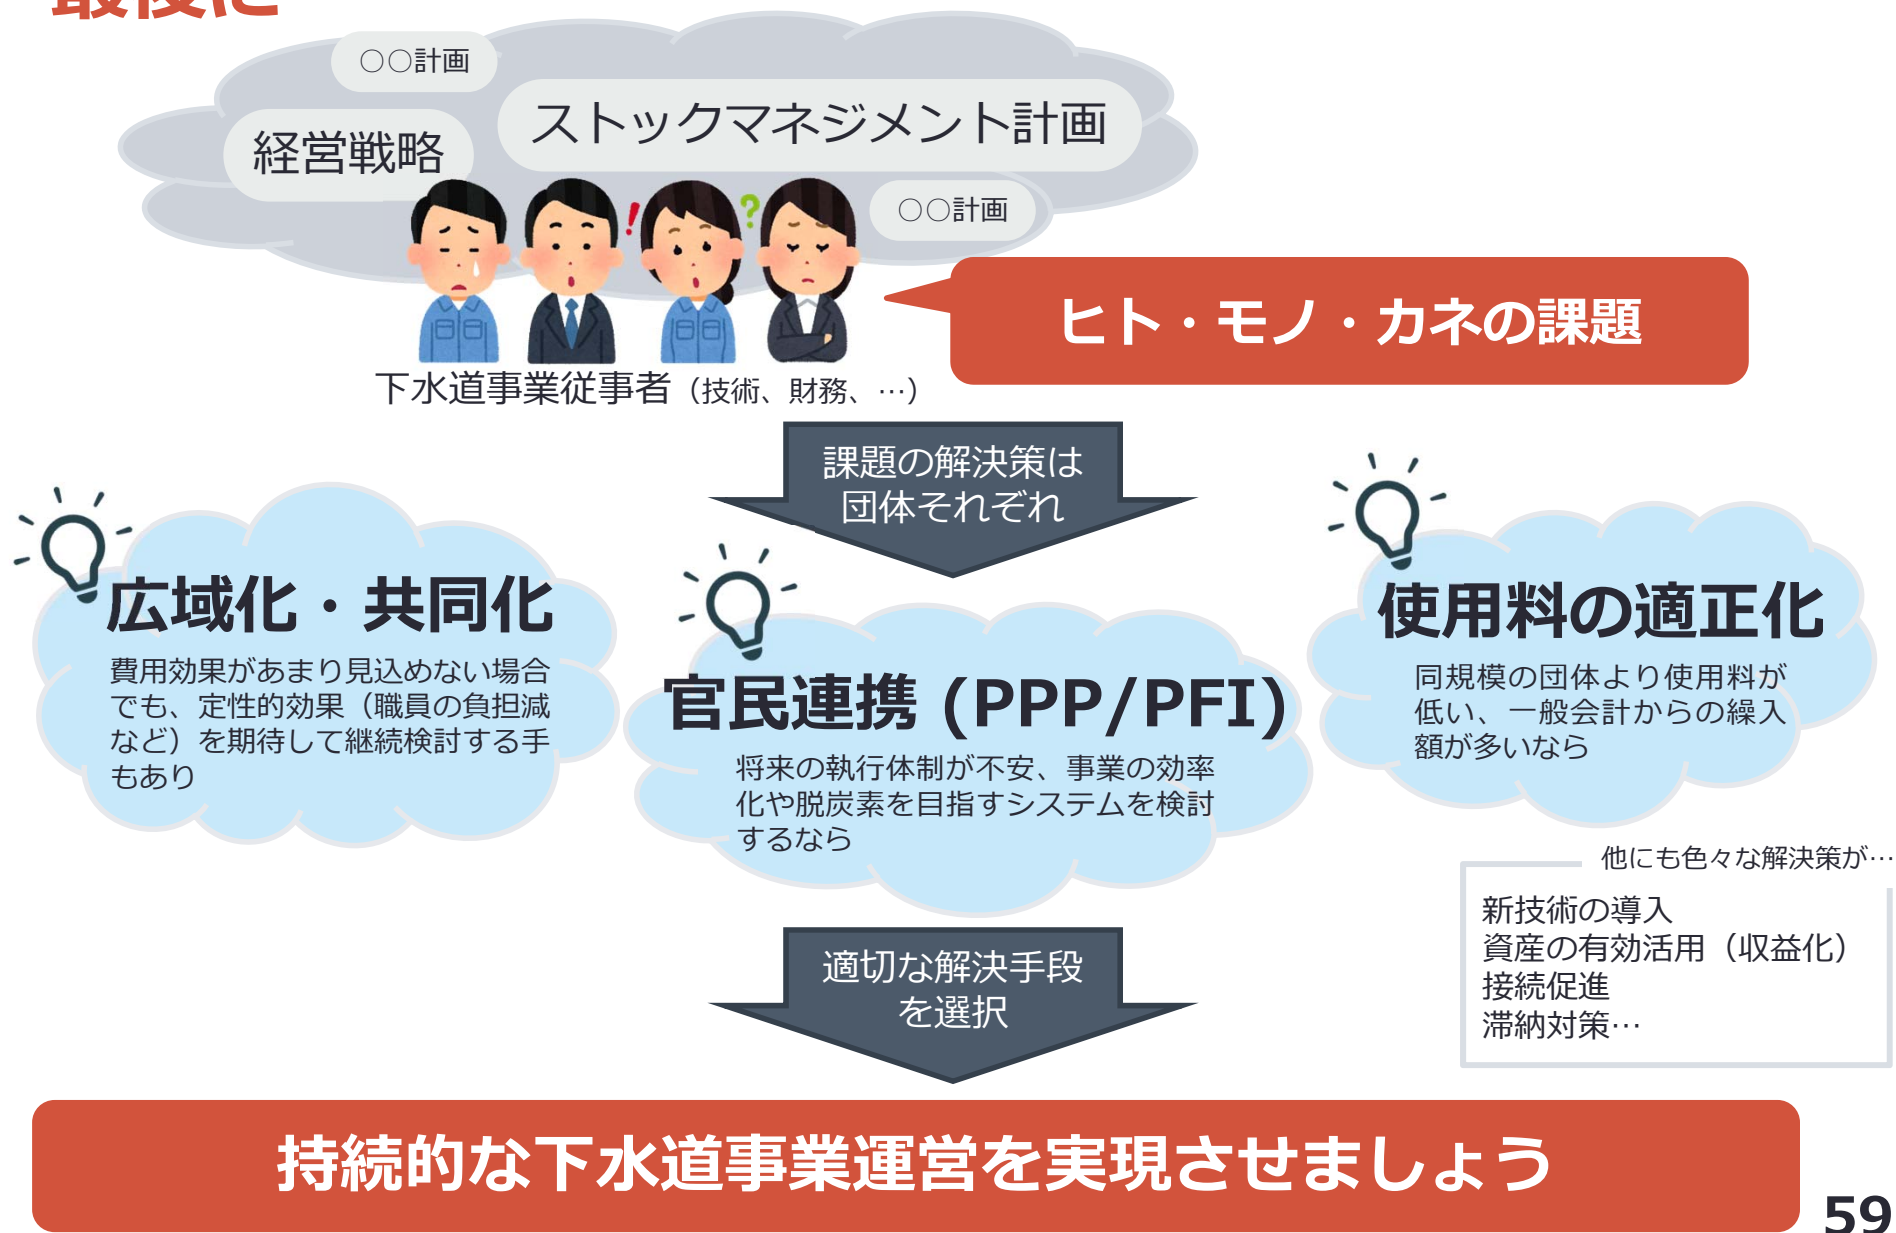 最後に
○○計画
ストックマネジメント計画
経営戦略
○○計画
!
?
ヒト・モノ・カネの課題
下水道事業従事者（技術、財務、…）
課題の解決策は
団体それぞれ
広域化・共同化
費用効果があまり見込めない場合
でも、定性的効果（職員の負担減
など）を期待して継続検討する手
もあり
官民連携 (PPP/PFI)
将来の執行体制が不安、事業の効率
化や脱炭素を目指すシステムを検討
するなら
使用料の適正化
同規模の団体より使用料が
低い、一般会計からの繰入
額が多いなら
他にも色々な解決策が…
新技術の導入
資産の有効活用（収益化）
接続促進
滞納対策…
適切な解決手段
を選択
持続的な下水道事業運営を実現させましょう
59